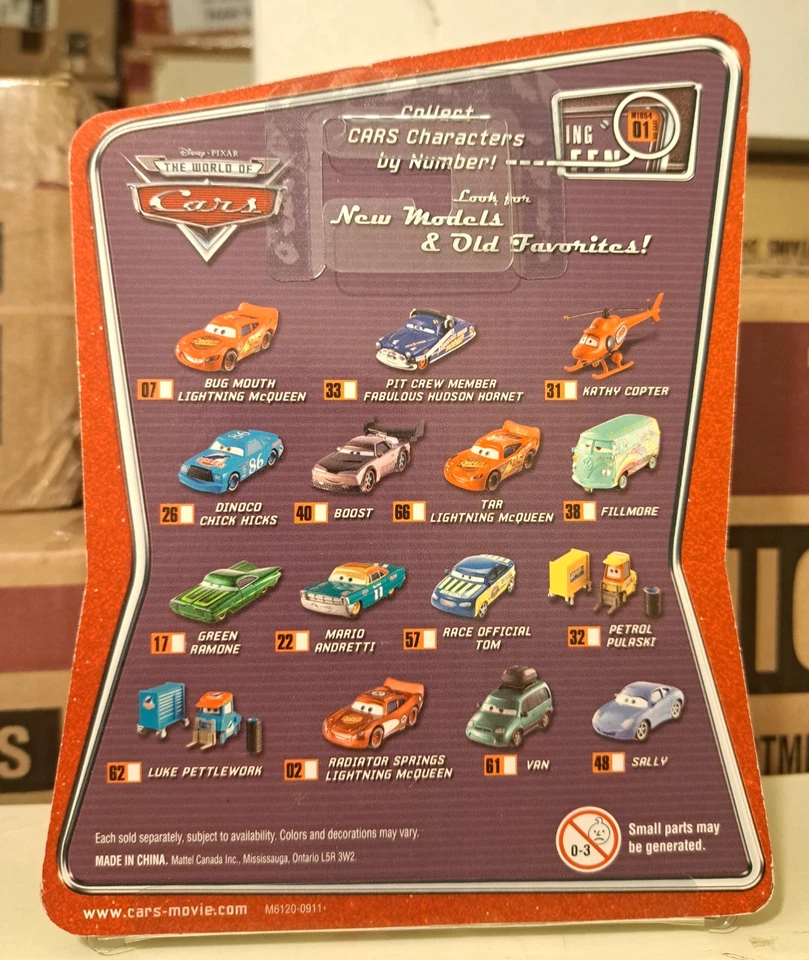 Collect
CARS Characters
by Number!
M1054
01
ING
EEN
Disney · PIXAR
THE WORLD OF
Cars
Look for
New Models
& Old Favorites!
07 BUG MOUTH
LIGHTNING McQUEEN
33 PIT CREW MEMBER
FABULOUS HUDSON HORNET
31 KATHY COPTER
86
26 DINOCO
CHICK HICKS
40 BOOST
66 TAR
LIGHTNING McQUEEN
38 FILLMORE
17 GREEN
RAMONE
11
22 MARIO
ANDRETTI
57 RACE OFFICIAL
TOM
32 PETROL
PULASKI
62 LUKE PETTLEWORK
02 RADIATOR SPRINGS
LIGHTNING McQUEEN
61 VAN
48 SALLY
Each sold separately, subject to availability. Colors and decorations may vary.
MADE IN CHINA. Mattel Canada Inc., Mississauga, Ontario L5R 3W2.
0-3
Small parts may
be generated.
www.cars-movie.com M6120-0911